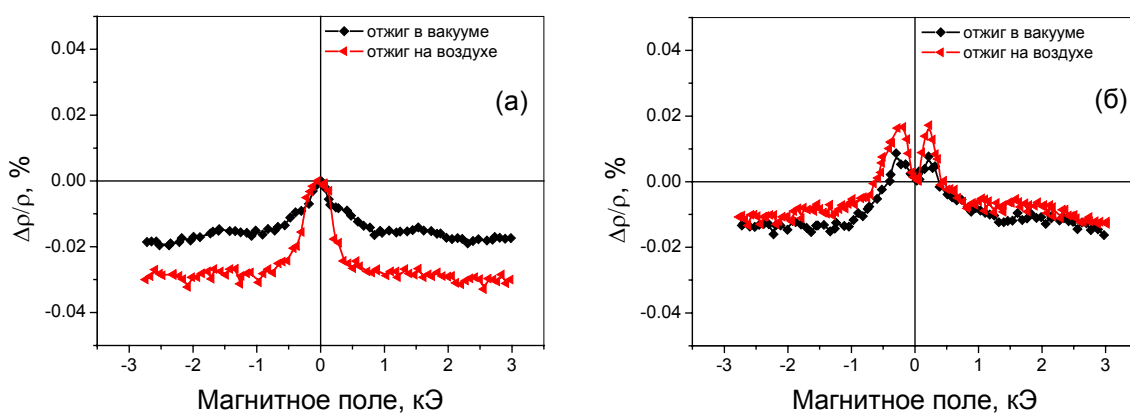 отжиг в вакууме
отжиг на воздухе
(а)
0.04
0.02
0.00
-0.02
-0.04
Δρ/ρ, %
-3 -2 -1 0 1 2 3
Магнитное поле, кЭ
отжиг в вакууме
отжиг на воздухе
(б)
0.04
0.02
0.00
-0.02
-0.04
Δρ/ρ, %
-3 -2 -1 0 1 2 3
Магнитное поле, кЭ